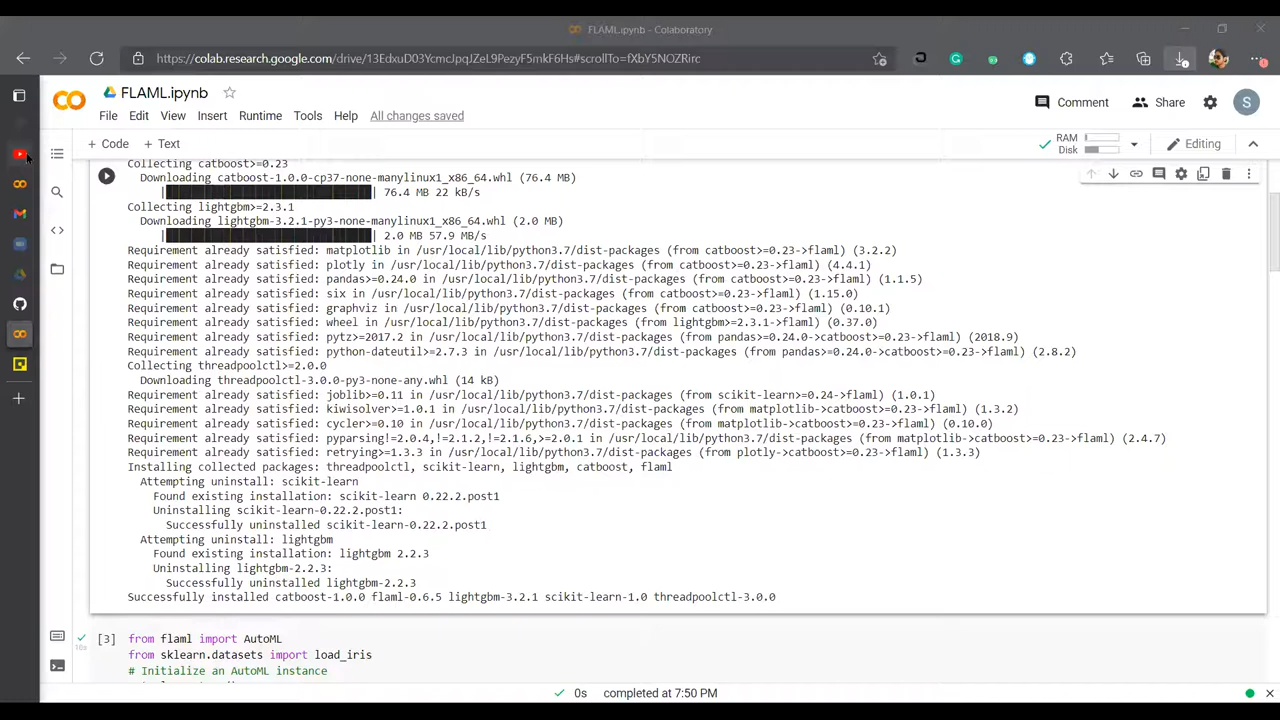 FLAML.ipynb - Colaboratory
https://colab.research.google.com/drive/13EdxuD03YcmcJpqJZeL9PezyF5mkF6Hs#scrollTo=fXbY5NOZRirc
FLAML.ipynb
Comment
Share
S
File Edit View Insert Runtime Tools Help All changes saved
+ Code + Text
RAM
Disk
Editing
Collecting catboost>=0.23
Downloading catboost-1.0.0-cp37-none-manylinux1_x86_64.whl (76.4 MB)
| 76.4 MB 22 kB/s
Collecting lightgbm>=2.3.1
Downloading lightgbm-3.2.1-py3-none-manylinux1_x86_64.whl (2.0 MB)
| 2.0 MB 57.9 MB/s
Requirement already satisfied: matplotlib in /usr/local/lib/python3.7/dist-packages (from catboost>=0.23->flaml) (3.2.2)
Requirement already satisfied: plotly in /usr/local/lib/python3.7/dist-packages (from catboost>=0.23->flaml) (4.4.1)
Requirement already satisfied: pandas>=0.24.0 in /usr/local/lib/python3.7/dist-packages (from catboost>=0.23->flaml) (1.1.5)
Requirement already satisfied: six in /usr/local/lib/python3.7/dist-packages (from catboost>=0.23->flaml) (1.15.0)
Requirement already satisfied: graphviz in /usr/local/lib/python3.7/dist-packages (from catboost>=0.23->flaml) (0.10.1)
Requirement already satisfied: wheel in /usr/local/lib/python3.7/dist-packages (from lightgbm>=2.3.1->flaml) (0.37.0)
Requirement already satisfied: pytz>=2017.2 in /usr/local/lib/python3.7/dist-packages (from pandas>=0.24.0->catboost>=0.23->flaml) (2018.9)
Requirement already satisfied: python-dateutil>=2.7.3 in /usr/local/lib/python3.7/dist-packages (from pandas>=0.24.0->catboost>=0.23->flaml) (2.8.2)
Collecting threadpoolctl>=2.0.0
Downloading threadpoolctl-3.0.0-py3-none-any.whl (14 kB)
Requirement already satisfied: joblib>=0.11 in /usr/local/lib/python3.7/dist-packages (from scikit-learn>=0.24->flaml) (1.0.1)
Requirement already satisfied: kiwisolver>=1.0.1 in /usr/local/lib/python3.7/dist-packages (from matplotlib->catboost>=0.23->flaml) (1.3.2)
Requirement already satisfied: cycler>=0.10 in /usr/local/lib/python3.7/dist-packages (from matplotlib->catboost>=0.23->flaml) (0.10.0)
Requirement already satisfied: pyparsing!=2.0.4,!=2.1.2,!=2.1.6,>=2.0.1 in /usr/local/lib/python3.7/dist-packages (from matplotlib->catboost>=0.23->flaml) (2.4.7)
Requirement already satisfied: retrying>=1.3.3 in /usr/local/lib/python3.7/dist-packages (from plotly->catboost>=0.23->flaml) (1.3.3)
Installing collected packages: threadpoolctl, scikit-learn, lightgbm, catboost, flaml
Attempting uninstall: scikit-learn
Found existing installation: scikit-learn 0.22.2.post1
Uninstalling scikit-learn-0.22.2.post1:
Successfully uninstalled scikit-learn-0.22.2.post1
Attempting uninstall: lightgbm
Found existing installation: lightgbm 2.2.3
Uninstalling lightgbm-2.2.3:
Successfully uninstalled lightgbm-2.2.3
Successfully installed catboost-1.0.0 flaml-0.6.5 lightgbm-3.2.1 scikit-learn-1.0 threadpoolctl-3.0.0
[3] from flaml import AutoML
from sklearn.datasets import load_iris
# Initialize an AutoML instance
0s completed at 7:50 PM